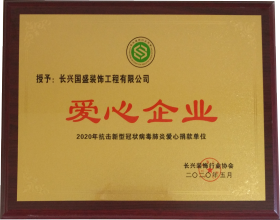 授予：长兴国盛装饰工程有限公司
爱心企业
2020年抗击新型冠状病毒肺炎爱心捐款单位
长兴装饰行业协会
二〇二〇年五月